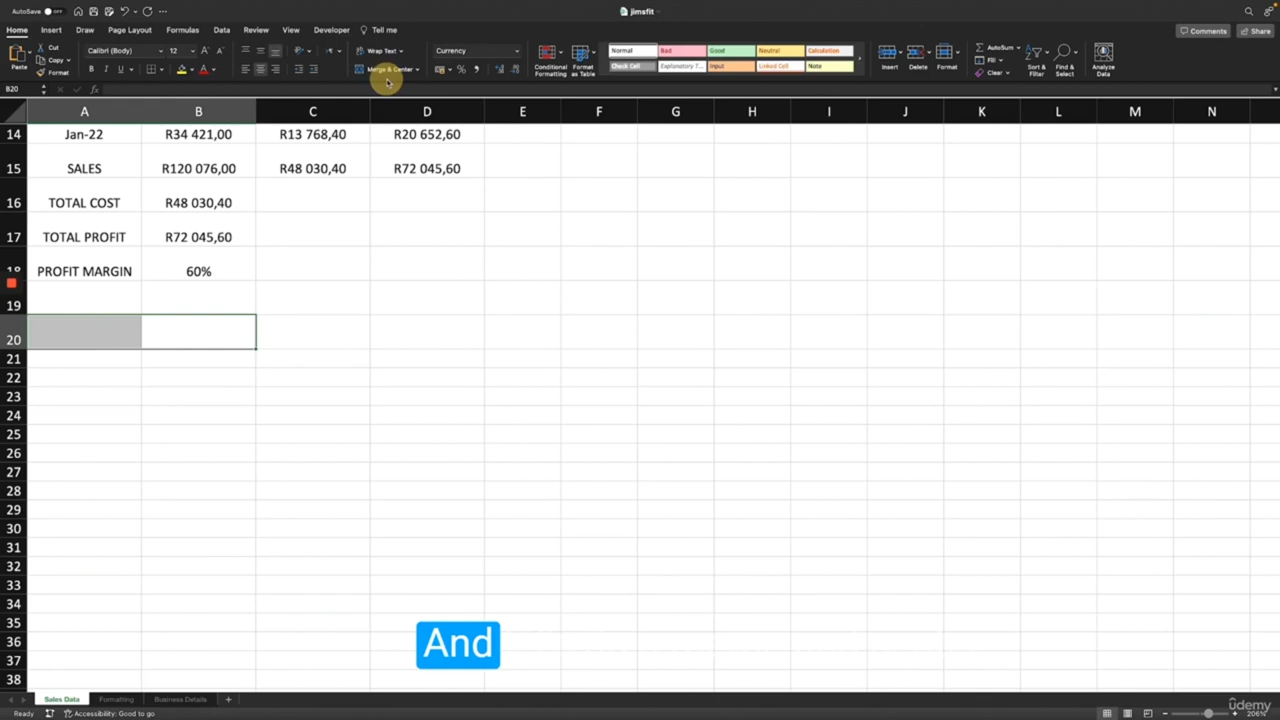 AutoSave OFF
jimsfit
Home Insert Draw Page Layout Formulas Data Review View Developer Tell me
Comments Share
Paste Cut Copy Format
Calibri (Body) 12
B
Wrap Text
Merge & Center
Currency
Conditional Formatting
Format as Table
Normal Bad Good Neutral Calculation
Check Cell Explanatory T... Input Linked Cell Note
Insert Delete Format
AutoSum
Fill
Clear
Sort & Filter
Find & Select
Analyze Data
B20 fx
A B C D E F G H I J K L M N
14 Jan-22 R34 421,00 R13 768,40 R20 652,60
15 SALES R120 076,00 R48 030,40 R72 045,60
16 TOTAL COST R48 030,40
17 TOTAL PROFIT R72 045,60
18 PROFIT MARGIN 60%
19
20
21
22
23
24
25
26
27
28
29
30
31
32
33
34
35
36
37
38
And
Sales Data Formatting Business Details +
Ready Accessibility: Good to go
206%
udemy